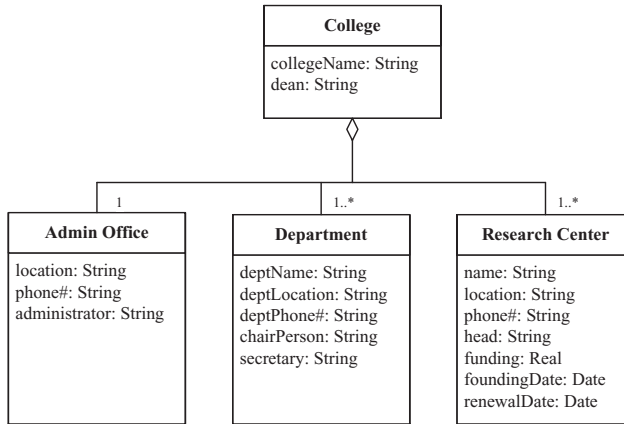 College
collegeName: String
dean: String
1
1..*
1..*
Admin Office
location: String
phone#: String
administrator: String
Department
deptName: String
deptLocation: String
deptPhone#: String
chairPerson: String
secretary: String
Research Center
name: String
location: String
phone#: String
head: String
funding: Real
foundingDate: Date
renewalDate: Date